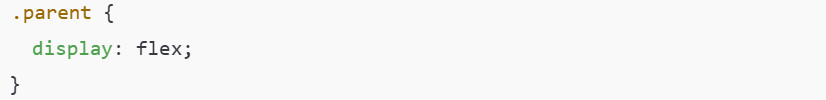 .parent {
  display: flex;
}